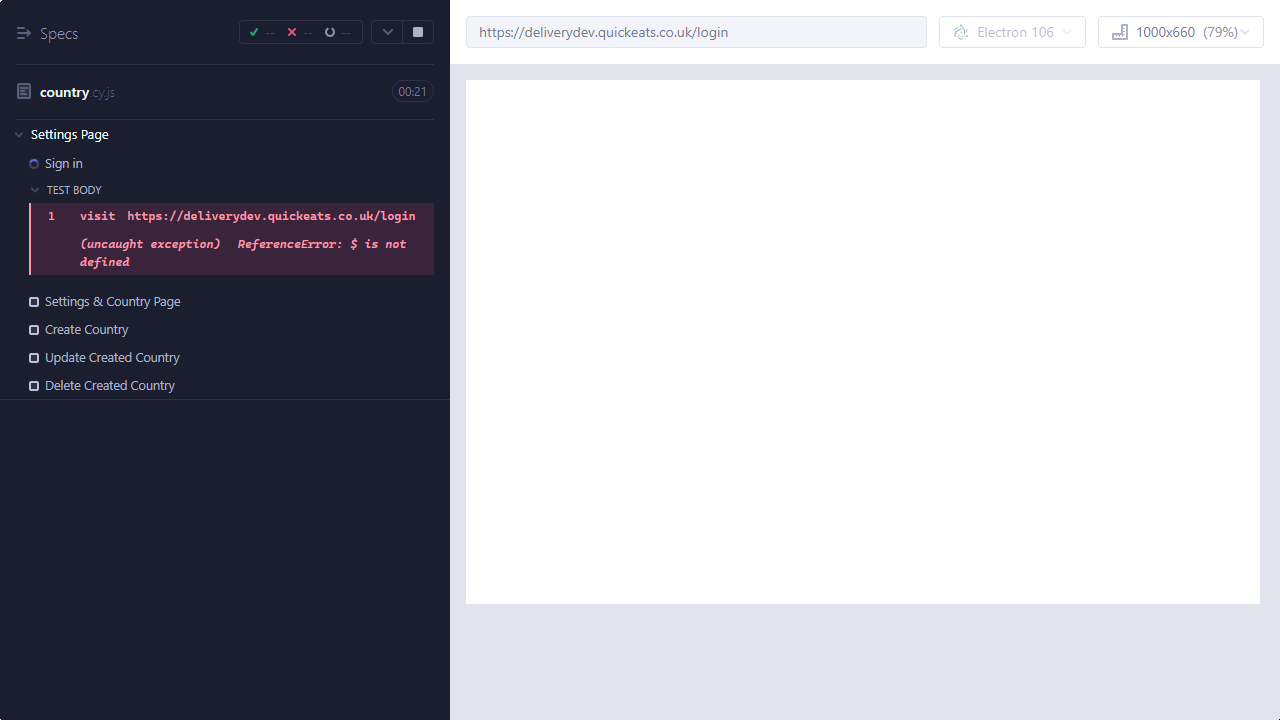 Specs
--
--
--
https://deliverydev.quickeats.co.uk/login
Electron 106
1000x660 (79%)
country.cy.js
00:21
Settings Page
Sign in
TEST BODY
1 visit https://deliverydev.quickeats.co.uk/login
(uncaught exception) ReferenceError: $ is not
defined
Settings & Country Page
Create Country
Update Created Country
Delete Created Country